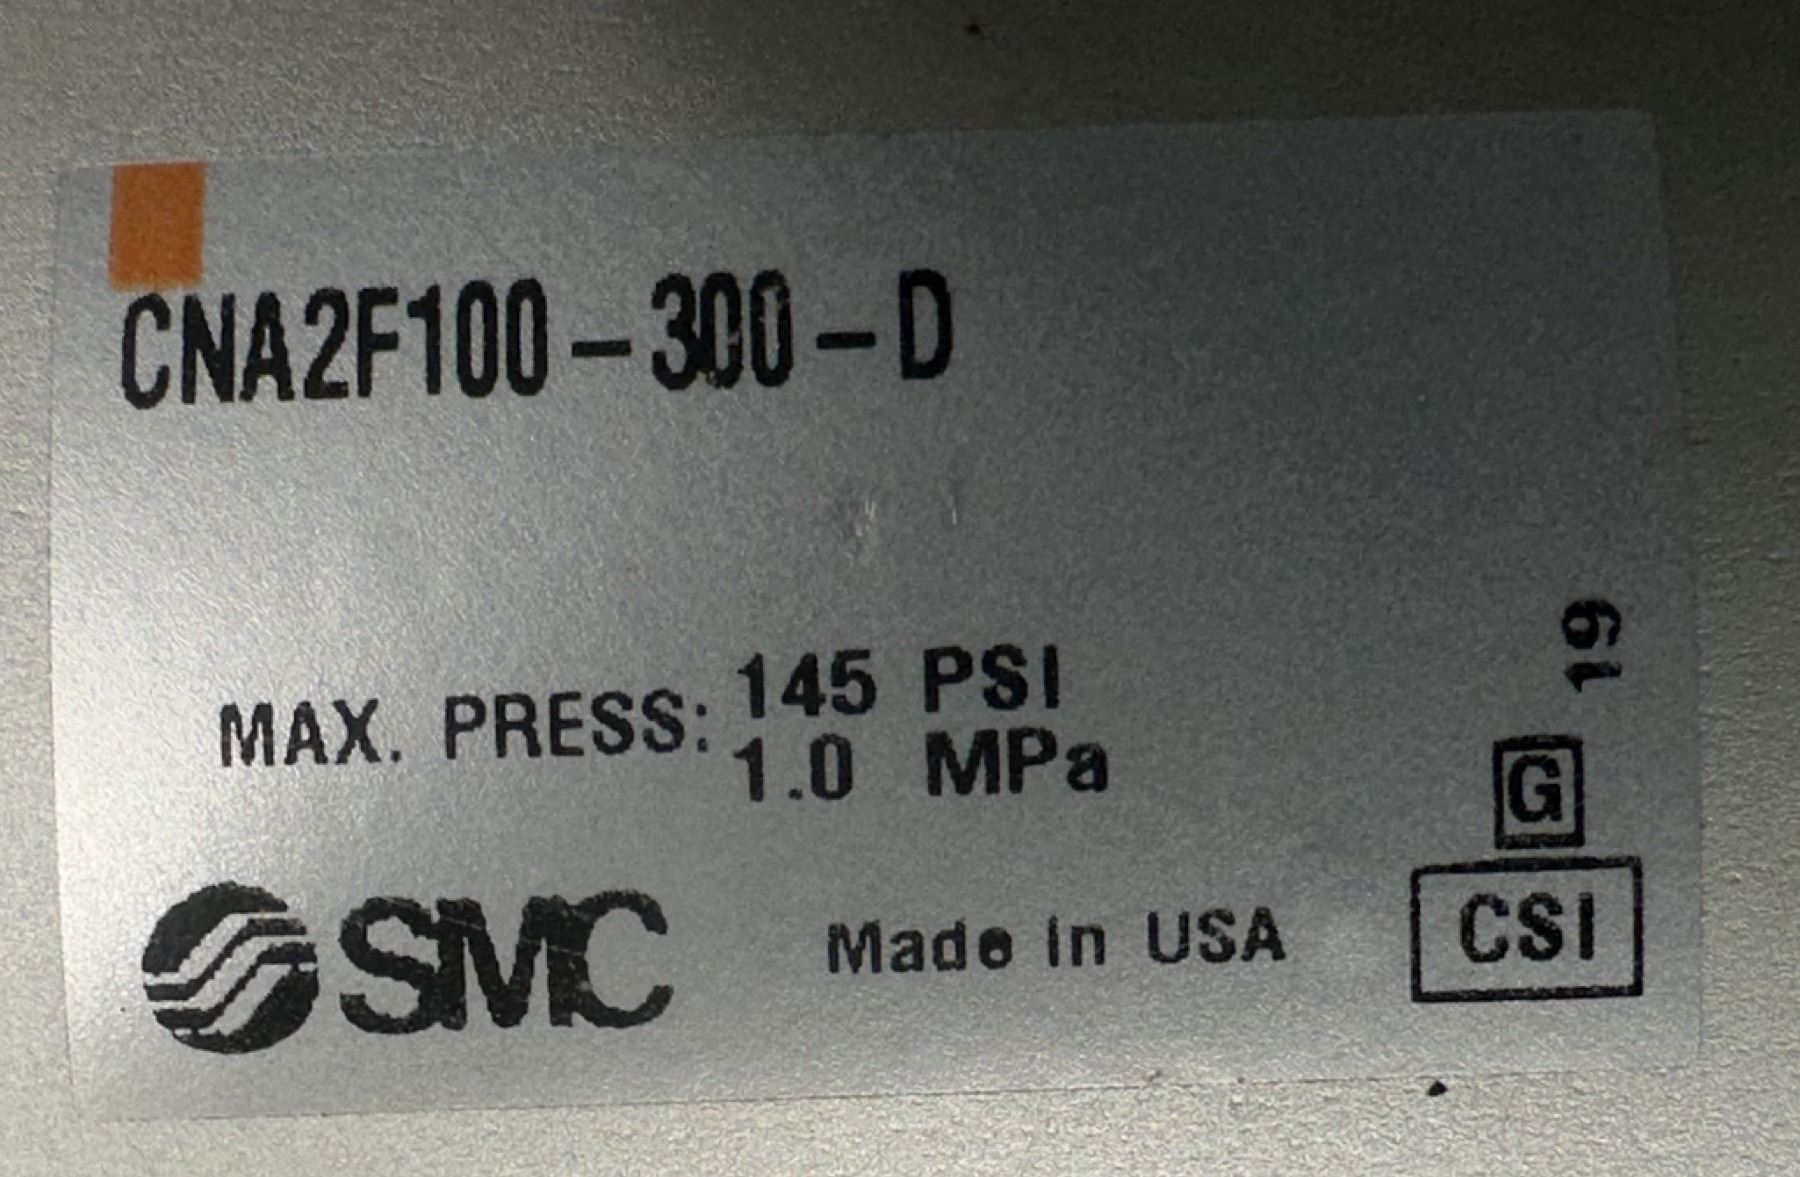 CNA2F100-300-D
MAX. PRESS: 145 PSI
1.0 MPa
19
G
SMC Made in USA CSI